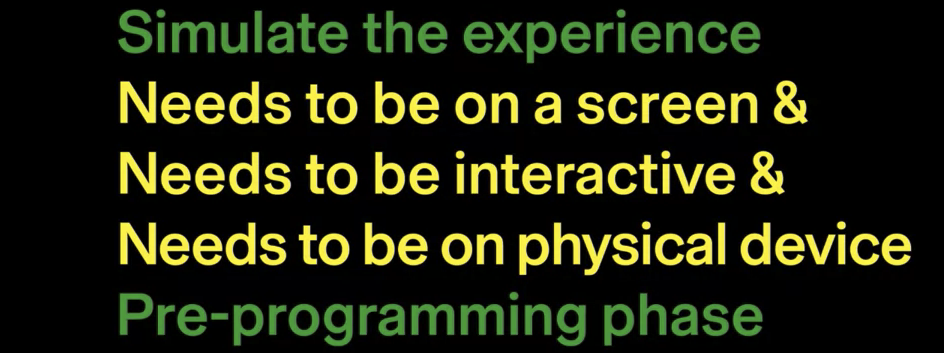 Simulate the experience
Needs to be on a screen &
Needs to be interactive &
Needs to be on physical device
Pre-programming phase